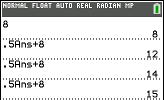 NORMAL FLOAT AUTO REAL RADIAN MP
8
8
.5Ans+8
12
.5Ans+8
14
.5Ans+8
15